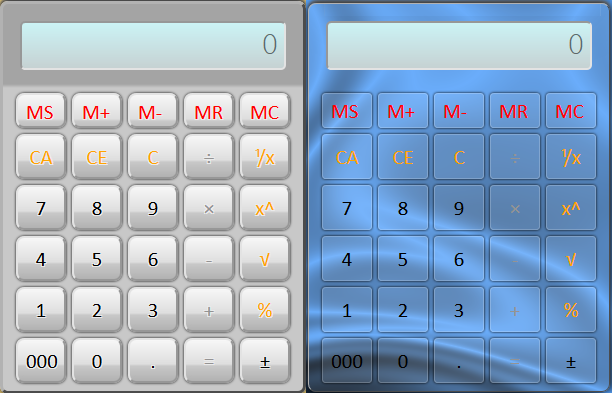 0
MS M+ M- MR MC
CA CE C ÷ ¹/x
7 8 9 × x^
4 5 6 - √
1 2 3 + %
000 0 . = ±
0
MS M+ M- MR MC
CA CE C ÷ ¹/x
7 8 9 × x^
4 5 6 - √
1 2 3 + %
000 0 . = ±